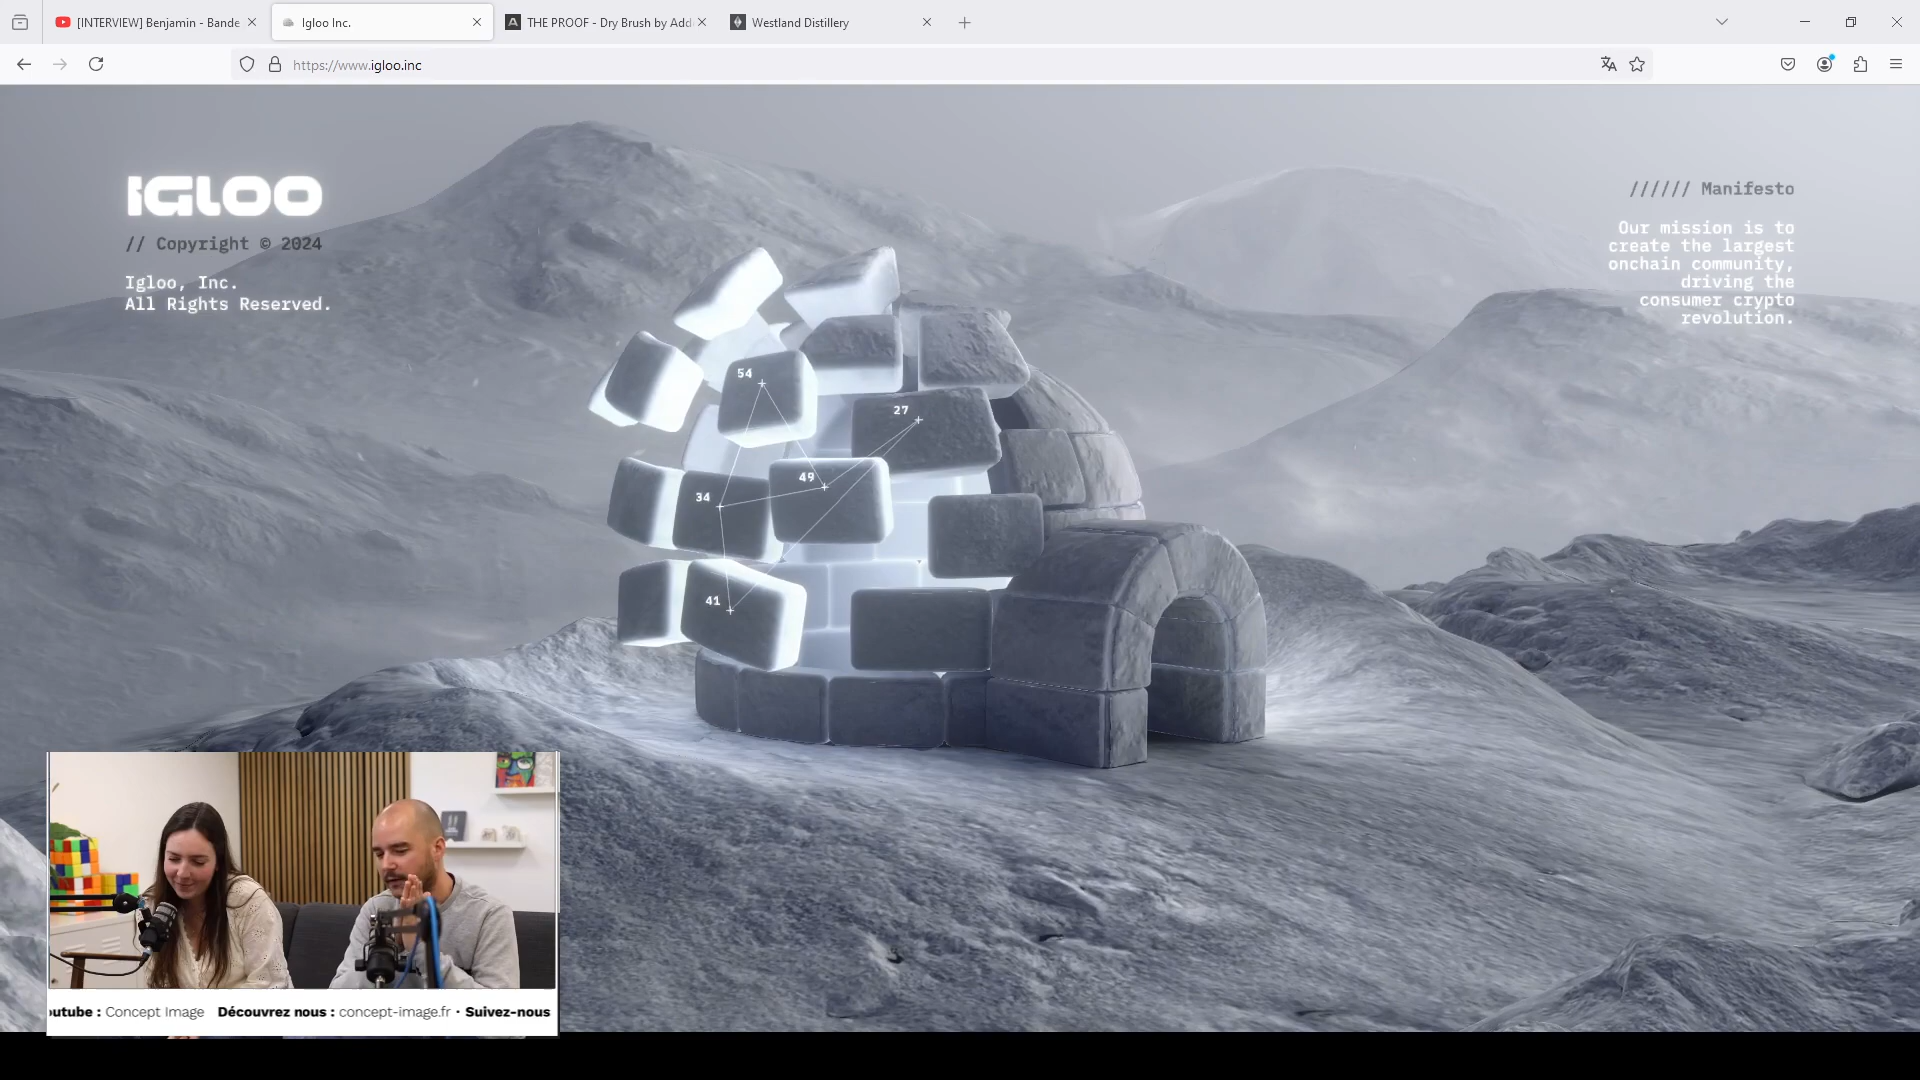 [INTERVIEW] Benjamin - Bande
Igloo Inc.
THE PROOF - Dry Brush by Add
Westland Distillery
https://www.igloo.inc
IGLOO
// Copyright © 2024
Igloo, Inc.
All Rights Reserved.
////// Manifesto
Our mission is to
create the largest
onchain community,
driving the
consumer crypto
revolution.
54
27
49
34
41
outube : Concept Image Découvrez nous : concept-image.fr · Suivez-nous